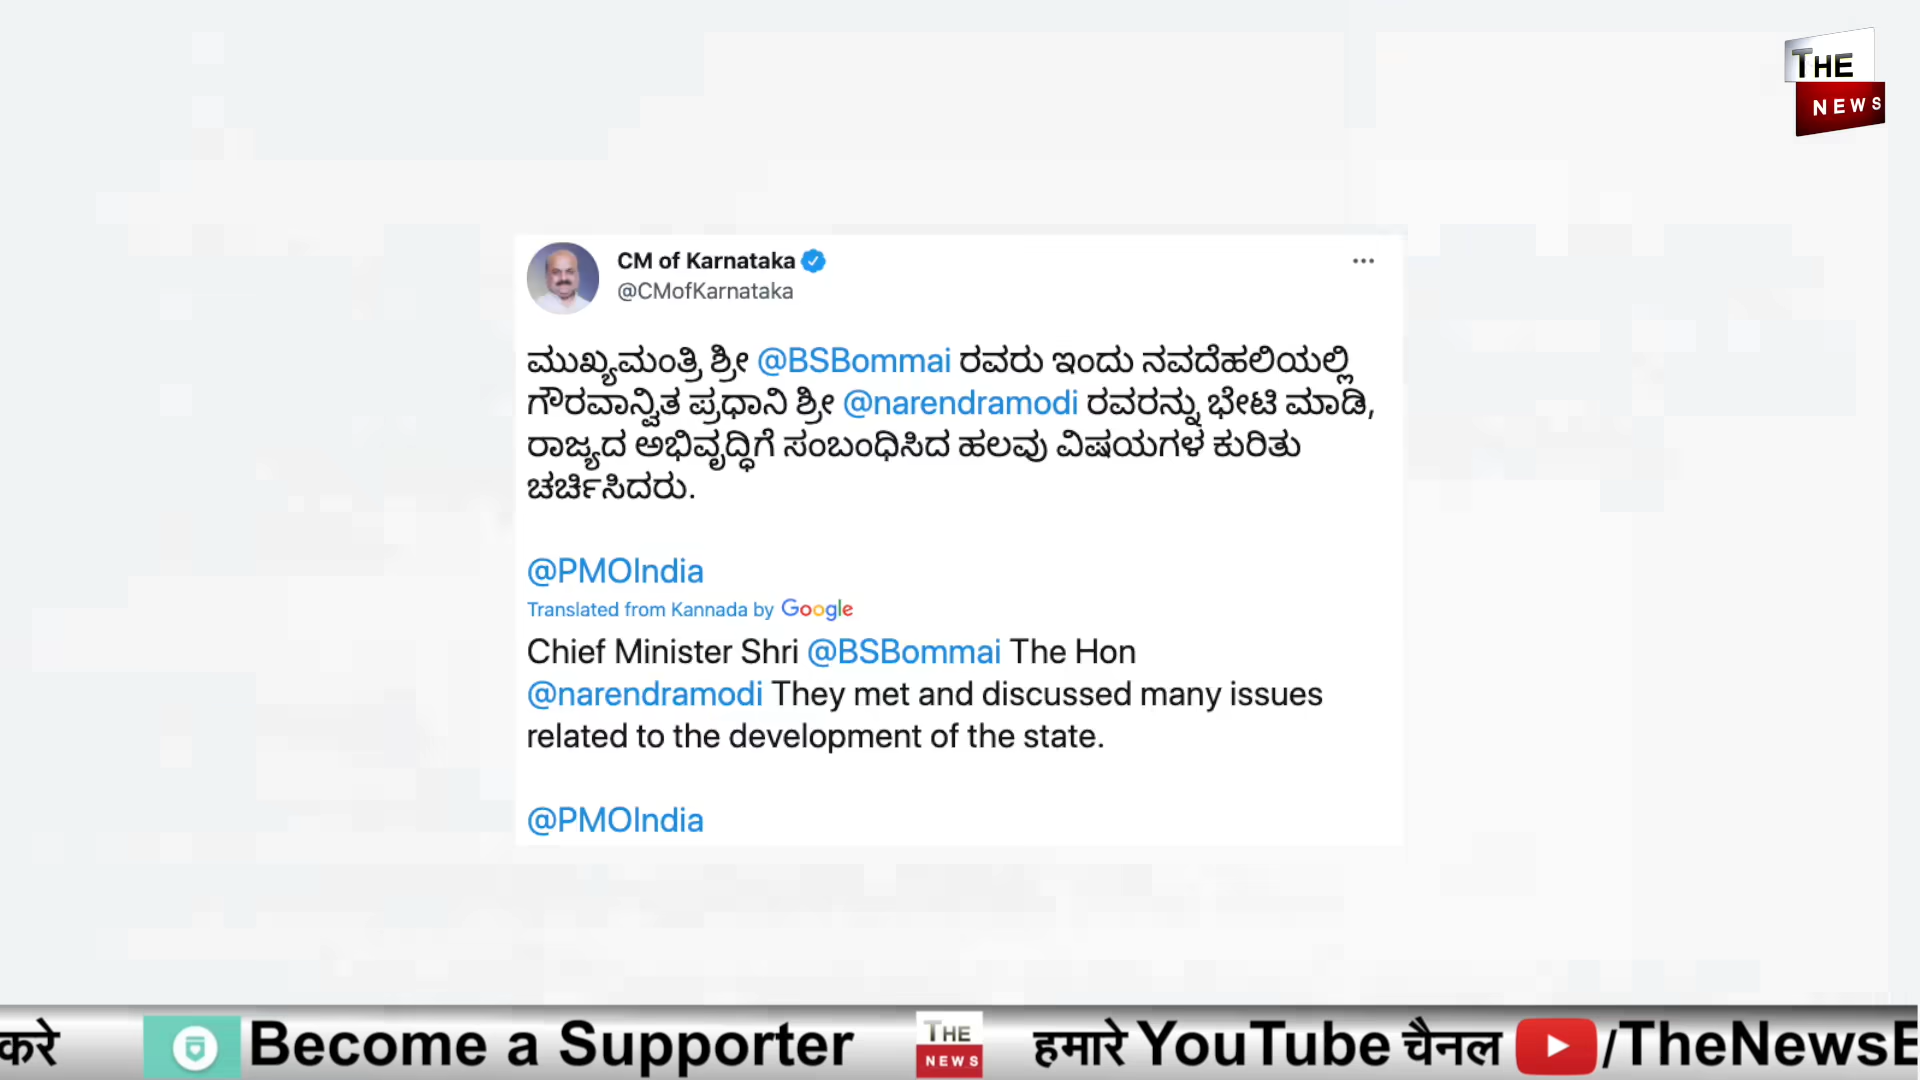 THE
NEWS
CM of Karnataka
@CMofKarnataka
ಮುಖ್ಯಮಂತ್ರಿ ಶ್ರೀ @BSBommai ರವರು ಇಂದು ನವದೆಹಲಿಯಲ್ಲಿ
ಗೌರವಾನ್ವಿತ ಪ್ರಧಾನಿ ಶ್ರೀ @narendramodi ರವರನ್ನು ಭೇಟಿ ಮಾಡಿ,
ರಾಜ್ಯದ ಅಭಿವೃದ್ಧಿಗೆ ಸಂಬಂಧಿಸಿದ ಹಲವು ವಿಷಯಗಳ ಕುರಿತು
ಚರ್ಚಿಸಿದರು.
@PMOIndia
Translated from Kannada by Google
Chief Minister Shri @BSBommai The Hon
@narendramodi They met and discussed many issues
related to the development of the state.
@PMOIndia
करे Become a Supporter THE NEWS हमारे YouTube चैनल /TheNewsE